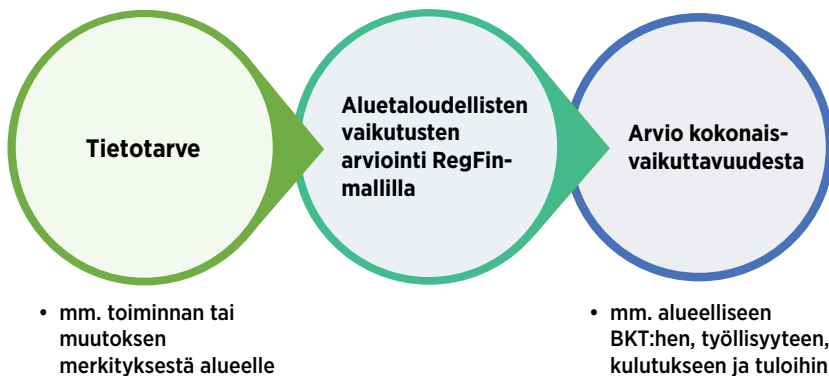 Tietotarve
Aluetaloudellisten
vaikutusten
arviointi RegFin-
mallilla
Arvio kokonais-
vaikuttavuudesta
• mm. toiminnan tai
muutoksen
merkityksestä alueelle
• mm. alueelliseen
BKT:hen, työllisyyteen,
kulutukseen ja tuloihin